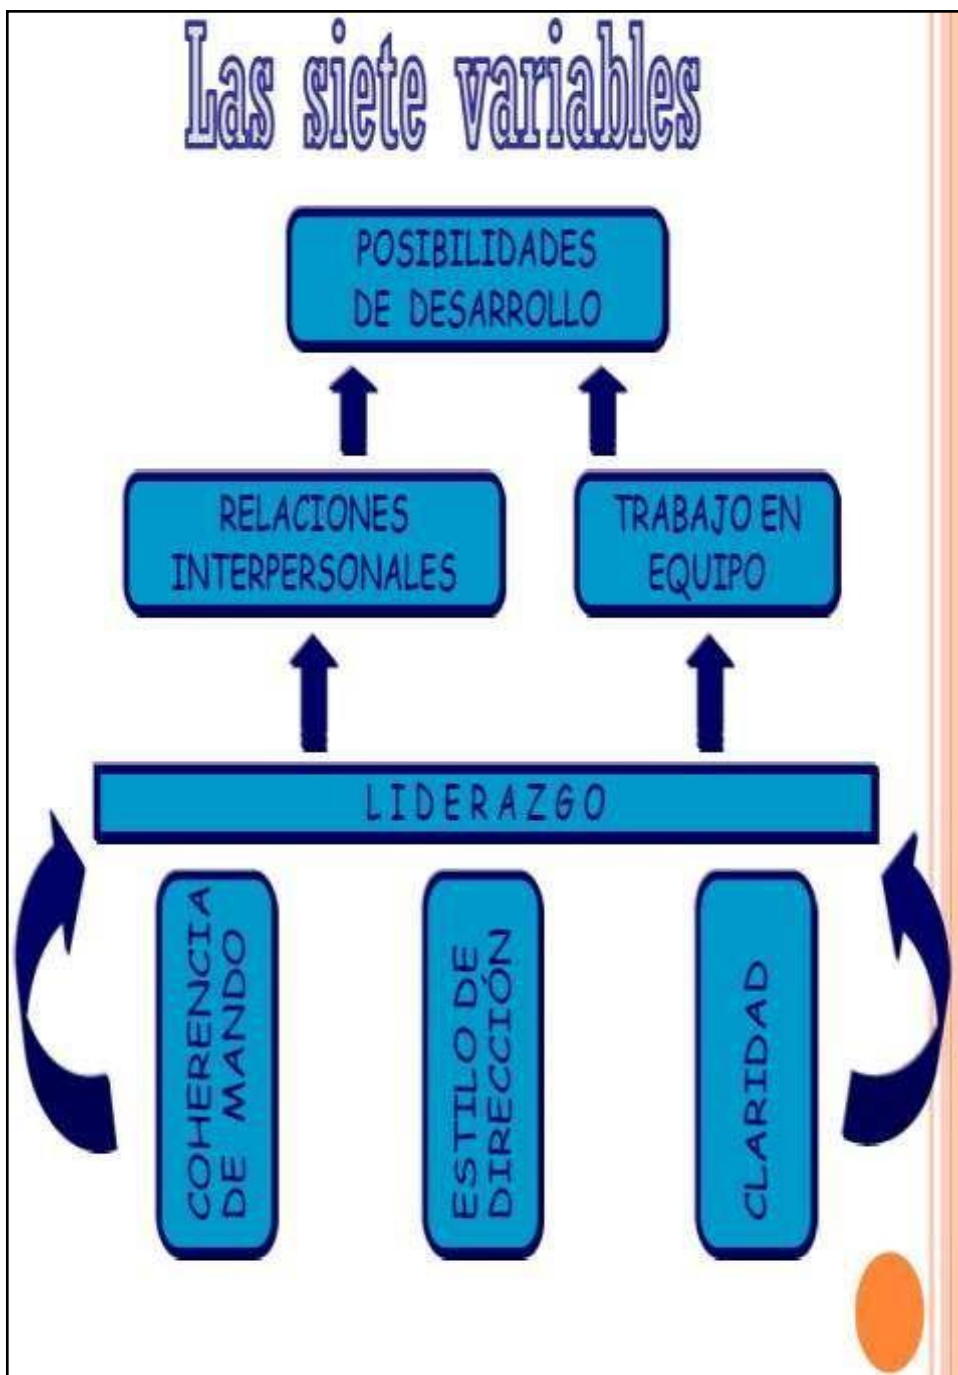 Las siete variables
POSIBILIDADES
DE DESARROLLO
RELACIONES
INTERPERSONALES
TRABAJO EN
EQUIPO
LIDERAZGO
COHERENCIA
DE MANDO
ESTILO DE
DIRECCIÓN
CLARIDAD